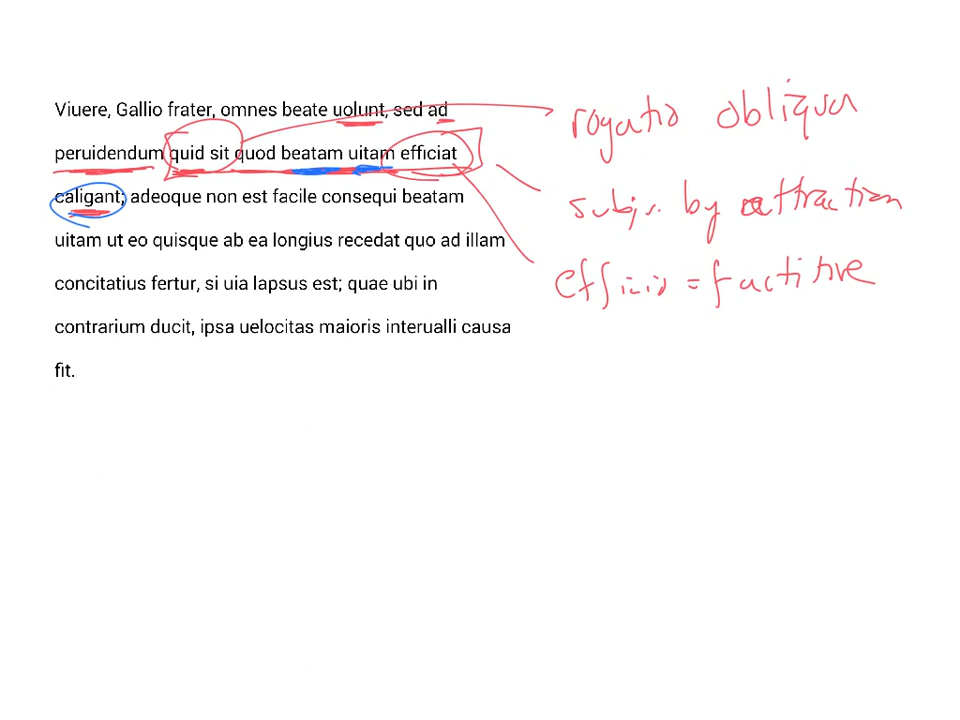 Viuere, Gallio frater, omnes beate uolunt, sed ad
peruidendum quid sit quod beatam uitam efficiat
caligant; adeoque non est facile consequi beatam
uitam ut eo quisque ab ea longius recedat quo ad illam
concitatius fertur, si uia lapsus est; quae ubi in
contrarium ducit, ipsa uelocitas maioris interualli causa
fit.
rogatio obliqua
subj. by attraction
efficio = factitive